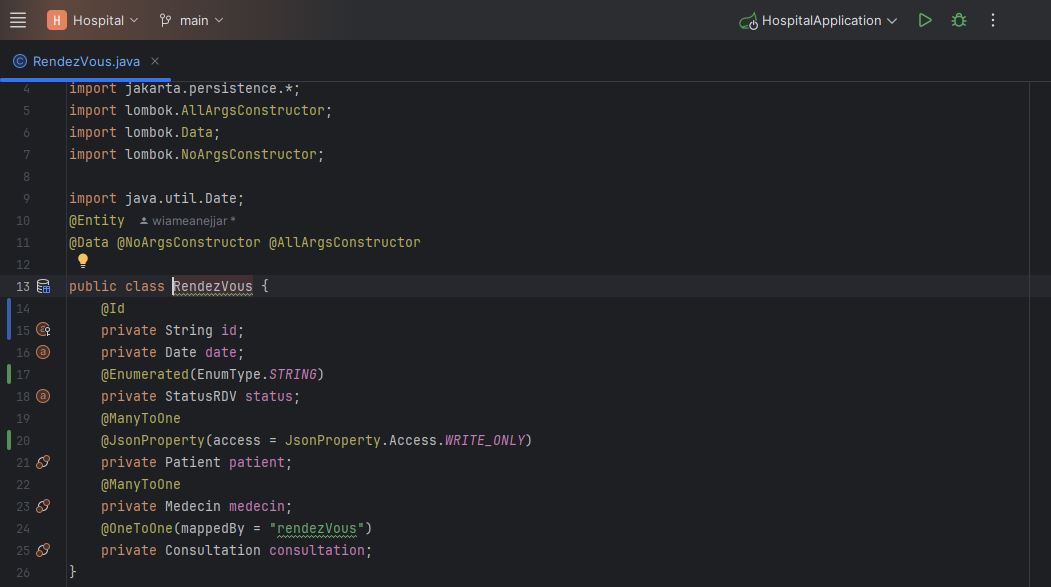 H Hospital main HospitalApplication
C RendezVous.java ×
4 import jakarta.persistence.*;
5 import lombok.AllArgsConstructor;
6 import lombok.Data;
7 import lombok.NoArgsConstructor;
8
9 import java.util.Date;
10 @Entity wiameanejjar *
11 @Data @NoArgsConstructor @AllArgsConstructor
12
13 public class RendezVous {
14 @Id
15 private String id;
16 private Date date;
17 @Enumerated(EnumType.STRING)
18 private StatusRDV status;
19 @ManyToOne
20 @JsonProperty(access = JsonProperty.Access.WRITE_ONLY)
21 private Patient patient;
22 @ManyToOne
23 private Medecin medecin;
24 @OneToOne(mappedBy = "rendezVous")
25 private Consultation consultation;
26 }